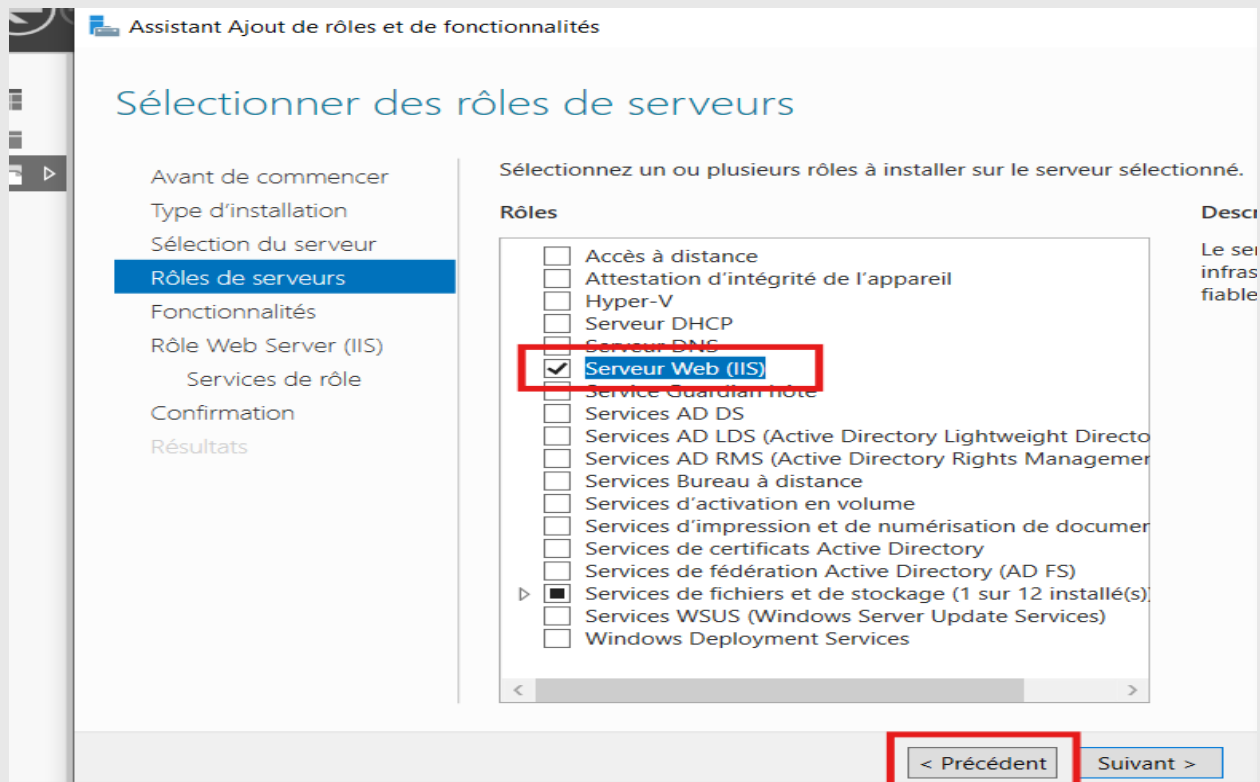 Assistant Ajout de rôles et de fonctionnalités
Sélectionner des rôles de serveurs
Avant de commencer
Type d'installation
Sélection du serveur
Rôles de serveurs
Fonctionnalités
Rôle Web Server (IIS)
Services de rôle
Confirmation
Résultats
Sélectionnez un ou plusieurs rôles à installer sur le serveur sélectionné.
Rôles
Accès à distance
Attestation d'intégrité de l'appareil
Hyper-V
Serveur DHCP
Serveur DNS
Serveur Web (IIS)
Service Guardian hôte
Services AD DS
Services AD LDS (Active Directory Lightweight Directo
Services AD RMS (Active Directory Rights Managemer
Services Bureau à distance
Services d'activation en volume
Services d'impression et de numérisation de documer
Services de certificats Active Directory
Services de fédération Active Directory (AD FS)
Services de fichiers et de stockage (1 sur 12 installé(s)
Services WSUS (Windows Server Update Services)
Windows Deployment Services
Descr
Le ser
infras
fiable
< Précédent
Suivant >